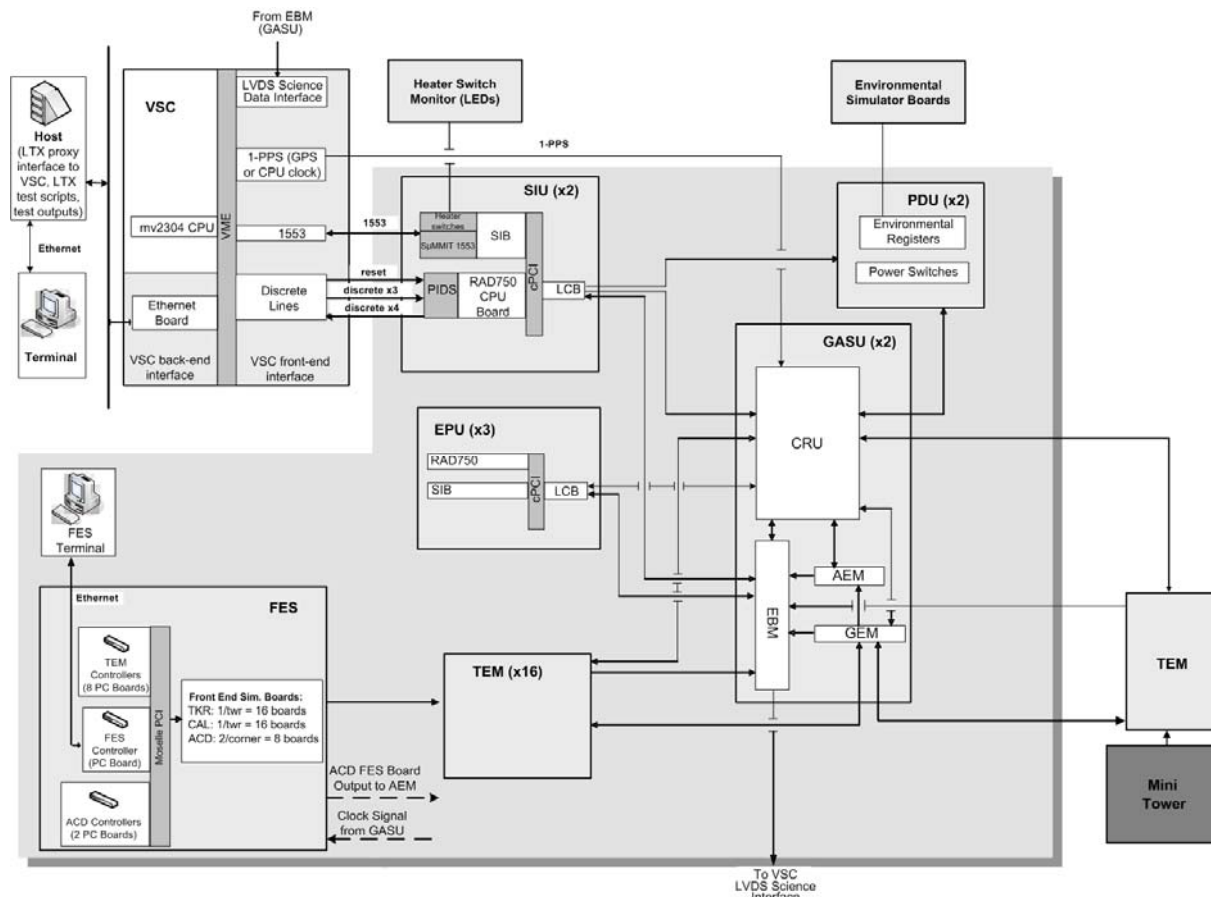 From EBM
(GASU)
VSC
LVDS Science
Data Interface
1-PPS (GPS
or CPU clock)
mv2304 CPU
VME
1553
Ethernet
Board
Discrete
Lines
VSC back-end
interface
VSC front-end
interface
Host
(LTX proxy
interface to
VSC, LTX
test scripts,
test outputs)
Ethernet
Terminal
Heater Switch
Monitor (LEDs)
Environmental
Simulator Boards
1-PPS
1553
reset
discrete x3
discrete x4
SIU (x2)
Heater
switches
SpMMIT 1553
SIB
PIDS
RAD750
CPU
Board
cPCI
LCB
PDU (x2)
Environmental
Registers
Power Switches
GASU (x2)
CRU
EBM
AEM
GEM
EPU (x3)
RAD750
SIB
cPCI
LCB
FES
Terminal
Ethernet
FES
TEM
Controllers
(8 PC Boards)
FES
Controller
(PC Board)
ACD Controllers
(2 PC Boards)
Moselle PCI
Front End Sim. Boards:
TKR: 1/twr = 16 boards
CAL: 1/twr = 16 boards
ACD: 2/corner = 8 boards
TEM (x16)
ACD FES Board
Output to AEM
Clock Signal
from GASU
TEM
Mini
Tower
To VSC
LVDS Science
Interface